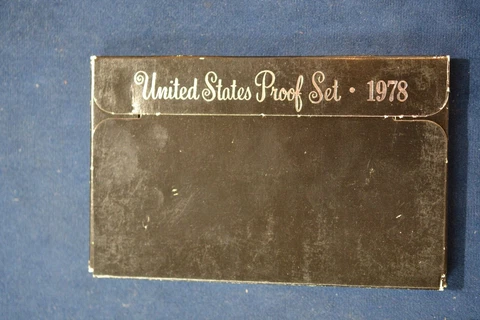 United States Proof Set · 1978